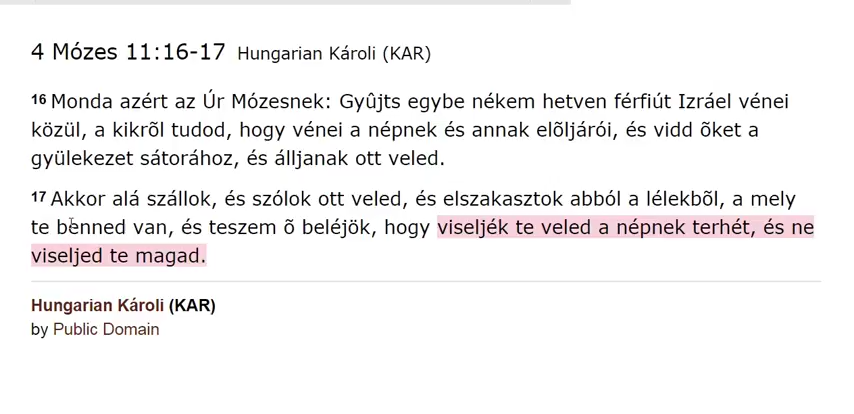 4 Mózes 11:16-17 Hungarian Károli (KAR)
16 Monda azért az Úr Mózesnek: Gyûjts egybe nékem hetven férfiút Izráel vénei
közül, a kikrõl tudod, hogy vénei a népnek és annak elõljárói, és vidd õket a
gyülekezet sátorához, és álljanak ott veled.
17 Akkor alá szállok, és szólok ott veled, és elszakasztok abból a lélekbõl, a mely
te benned van, és teszem õ beléjök, hogy viseljék te veled a népnek terhét, és ne
viseljed te magad.
Hungarian Károli (KAR)
by Public Domain